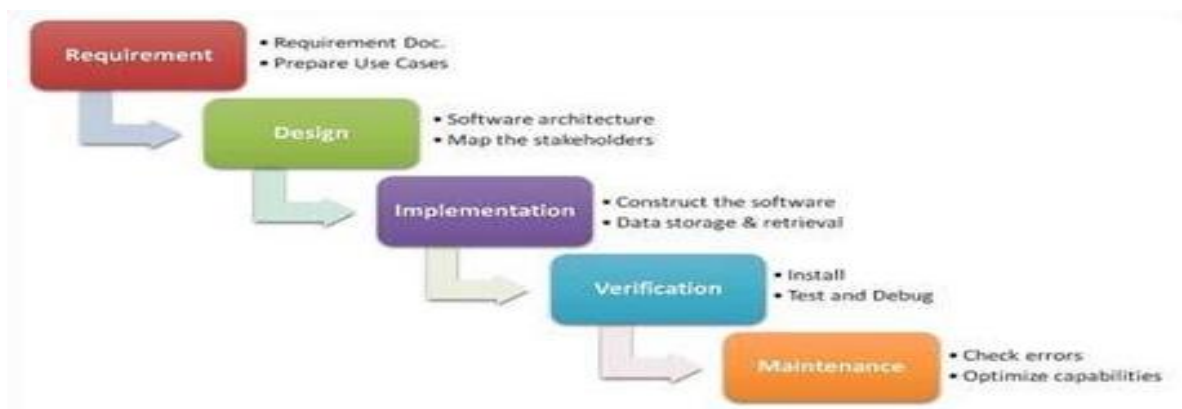 Requirement
• Requirement Doc.
• Prepare Use Cases
Design
• Software architecture
• Map the stakeholders
Implementation
• Construct the software
• Data storage & retrieval
Verification
• Install
• Test and Debug
Maintenance
• Check errors
• Optimize capabilities